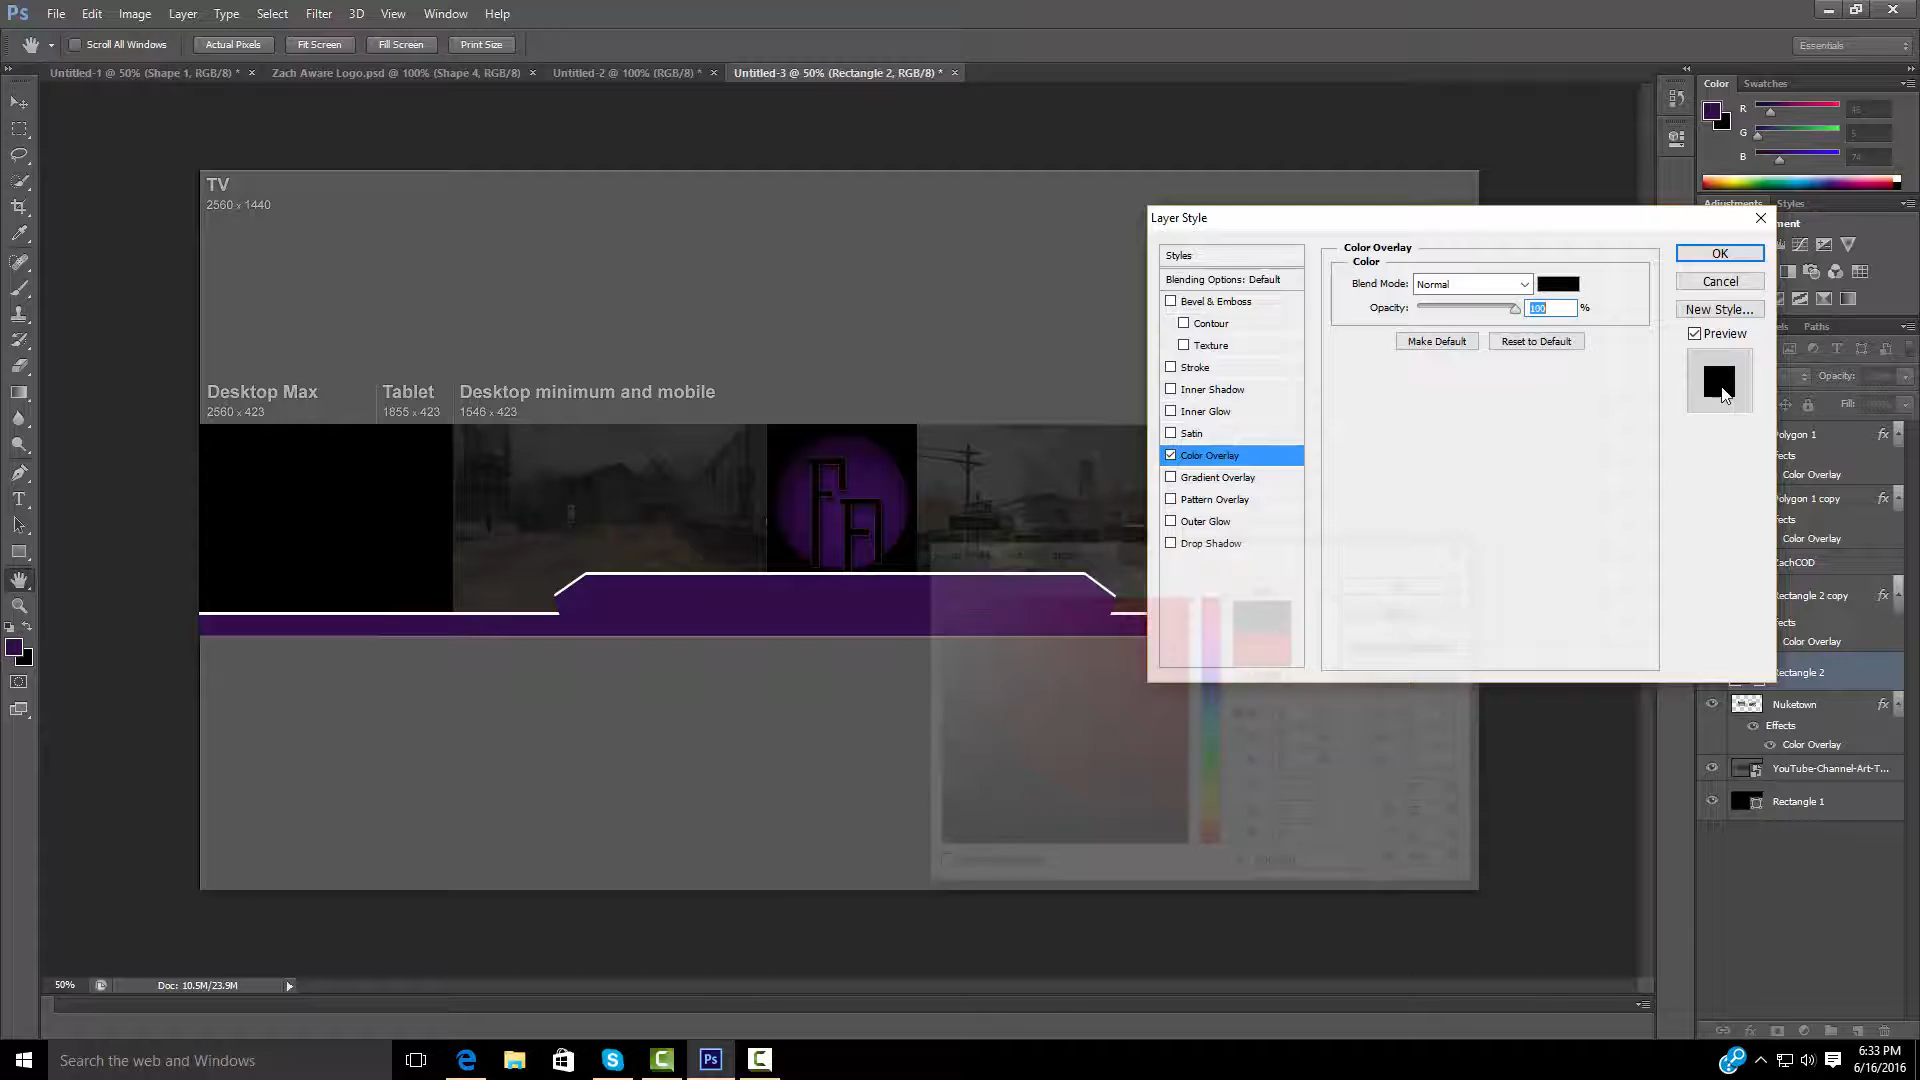 Ps File Edit Image Layer Type Select Filter 3D View Window Help
Scroll All Windows Actual Pixels Fit Screen Fill Screen Print Size Essentials
Untitled-1 @ 50% (Shape 1, RGB/8) * Zach Aware Logo.psd @ 100% (Shape 4, RGB/8) Untitled-2 @ 100% (RGB/8) * Untitled-3 @ 50% (Rectangle 2, RGB/8) *
Color Swatches
R
G 5
B 74
Adjustments Styles
TV
2560 x 1440
Desktop Max Tablet Desktop minimum and mobile
2560 x 423 1855 x 423 1546 x 423
Layer Style
Styles
Blending Options: Default
Bevel & Emboss
Contour
Texture
Stroke
Inner Shadow
Inner Glow
Satin
Color Overlay
Gradient Overlay
Pattern Overlay
Outer Glow
Drop Shadow
Color Overlay
Color
Blend Mode: Normal
Opacity: 100 %
Make Default Reset to Default
OK
Cancel
New Style...
Preview
Paths
Opacity:
Fill:
olygon 1 fx
Color Overlay
olygon 1 copy fx
Color Overlay
achCOD
ectangle 2 copy fx
Color Overlay
ectangle 2
Nuketown fx
Effects
Color Overlay
YouTube-Channel-Art-T...
Rectangle 1
50% Doc: 10.5M/23.9M
Search the web and Windows
6:33 PM
6/16/2016